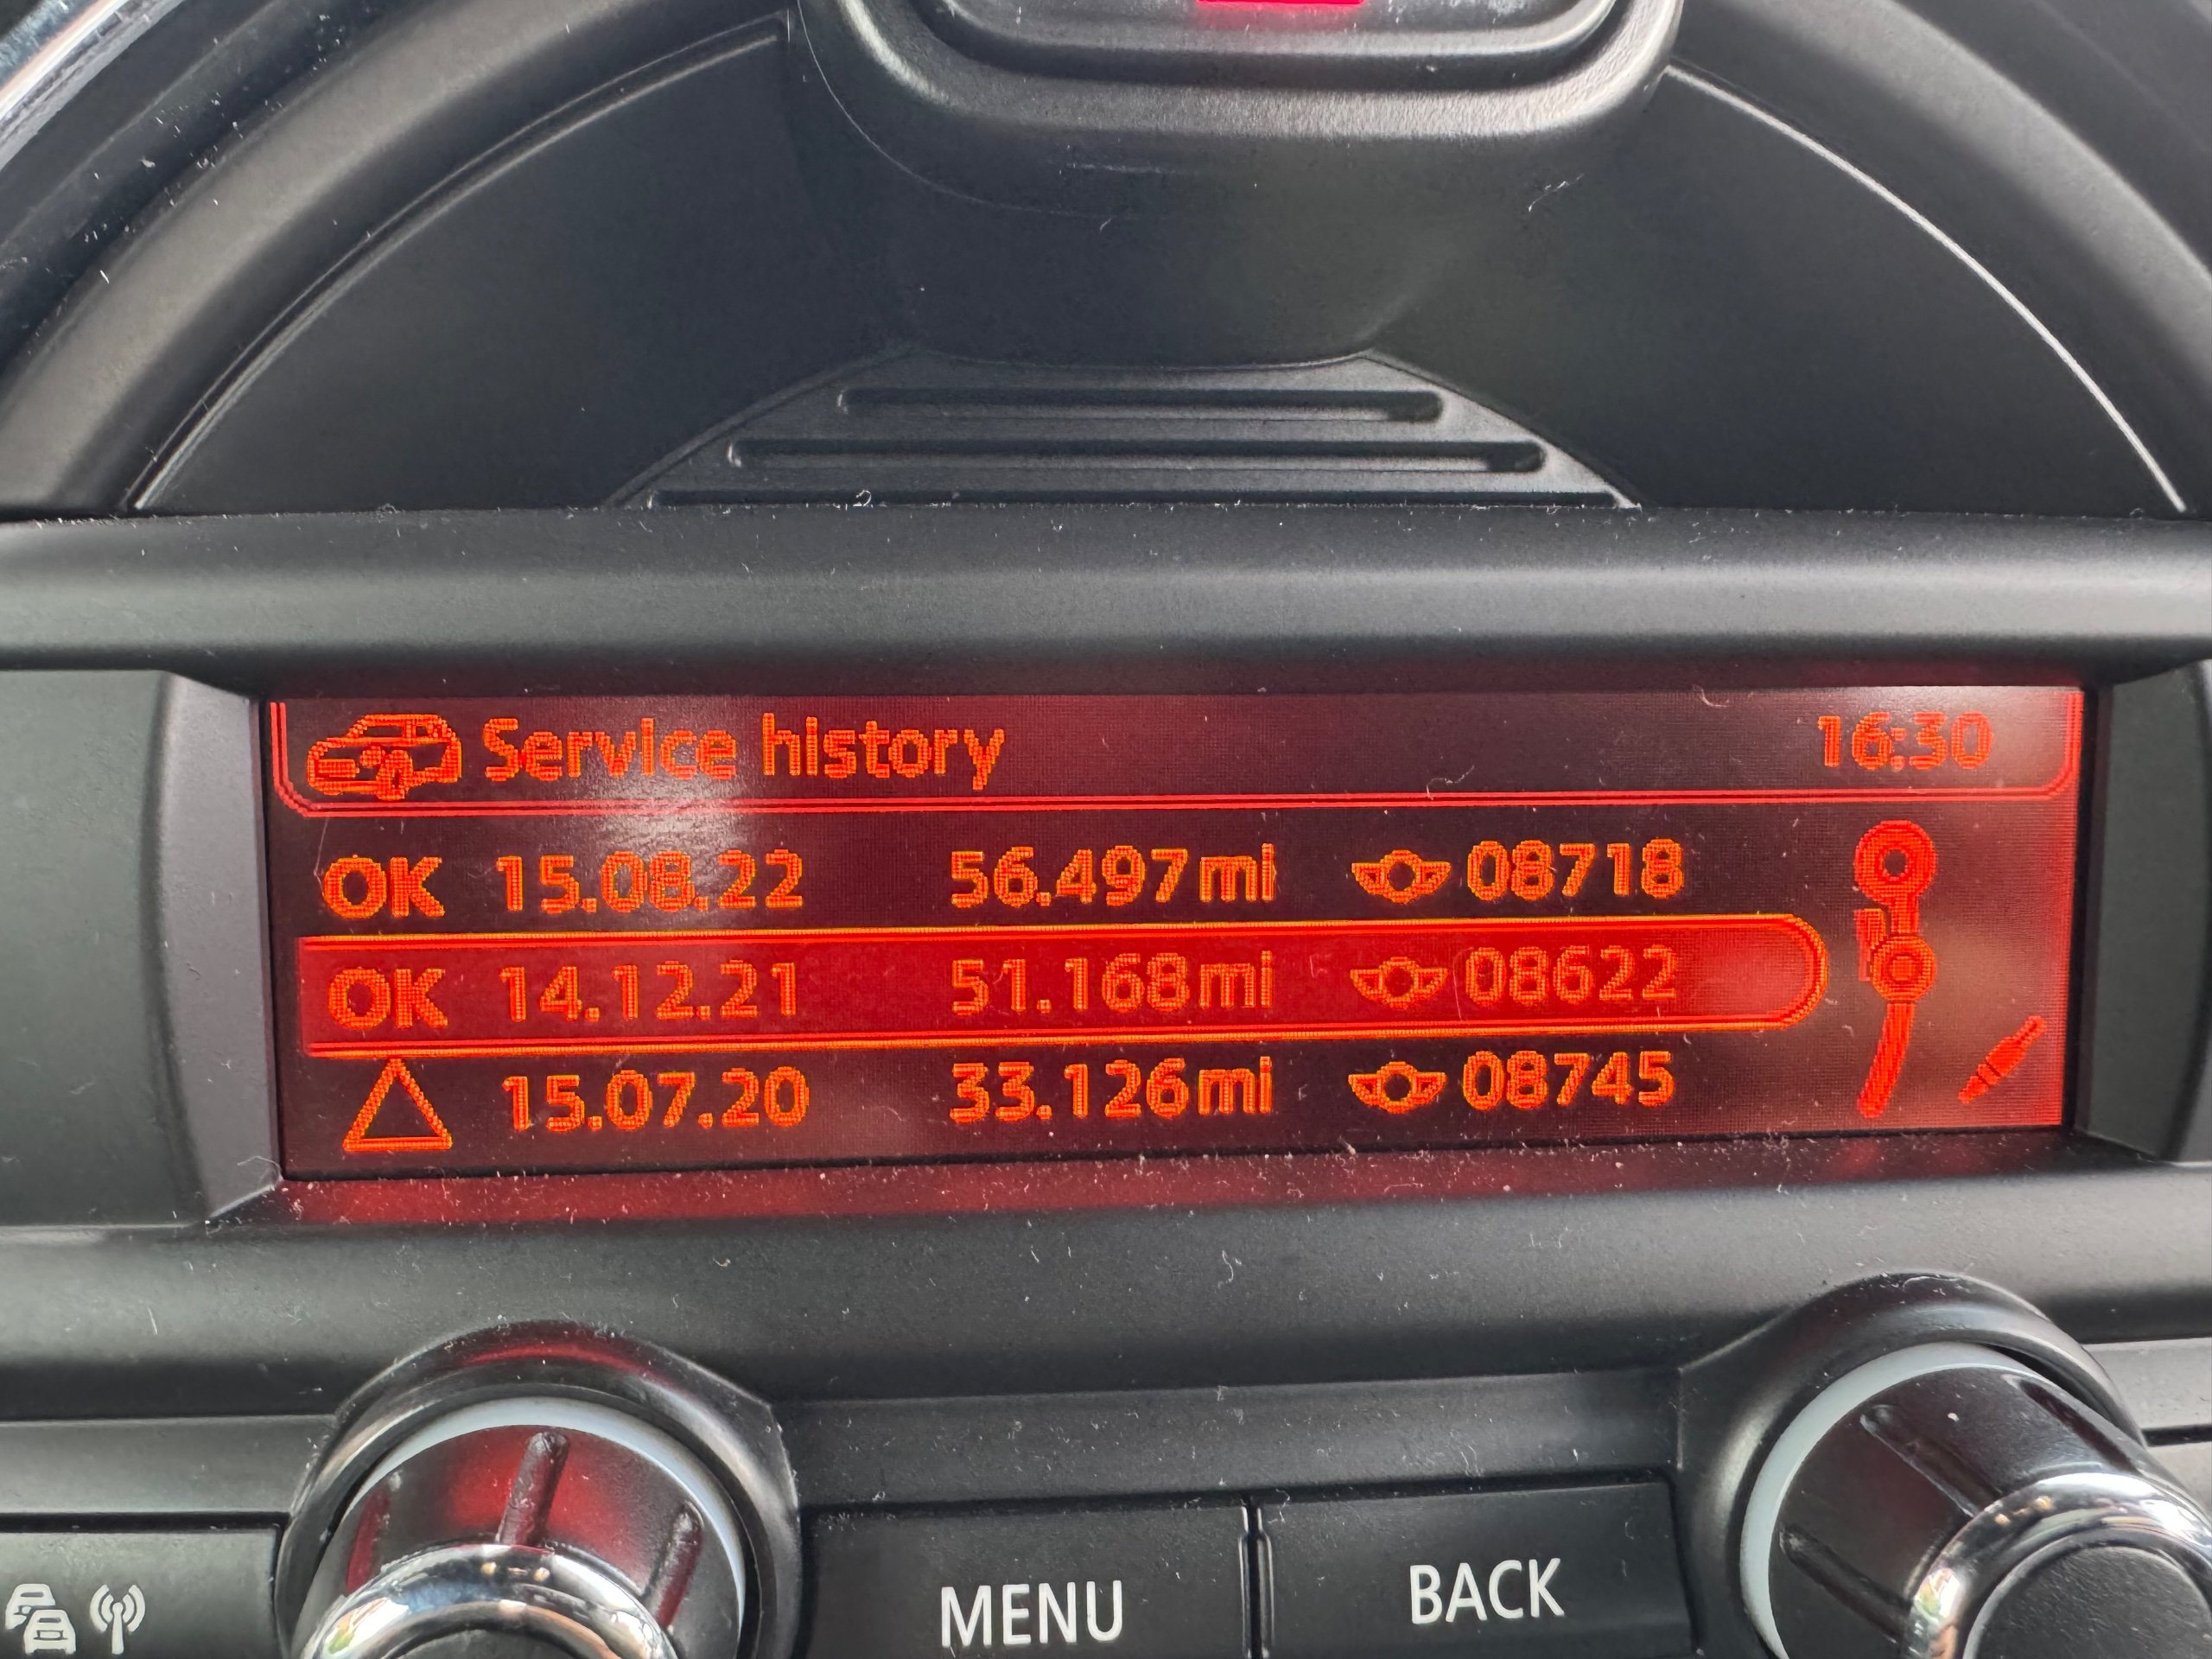 Service history 16:30
OK 15.08.22 56.497mi 08718
OK 14.12.21 51.168mi 08622
15.07.20 33.126mi 08745
MENU BACK